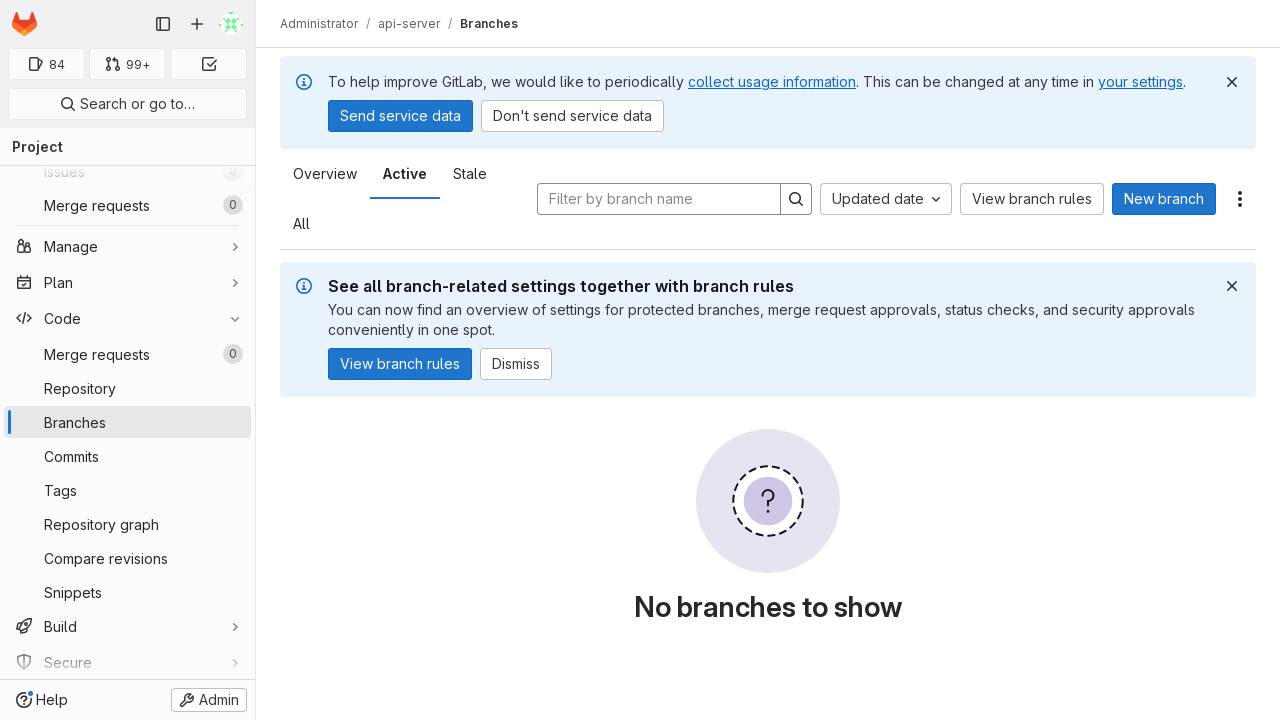 Administrator / api-server / Branches
84
99+
Search or go to…
Project
Issues 0
Merge requests 0
Manage
Plan
Code
Merge requests 0
Repository
Branches
Commits
Tags
Repository graph
Compare revisions
Snippets
Build
Secure
Help
Admin
To help improve GitLab, we would like to periodically collect usage information. This can be changed at any time in your settings.
Send service data
Don't send service data
Overview
Active
Stale
All
Filter by branch name
Updated date
View branch rules
New branch
See all branch-related settings together with branch rules
You can now find an overview of settings for protected branches, merge request approvals, status checks, and security approvals
conveniently in one spot.
View branch rules
Dismiss
?
No branches to show